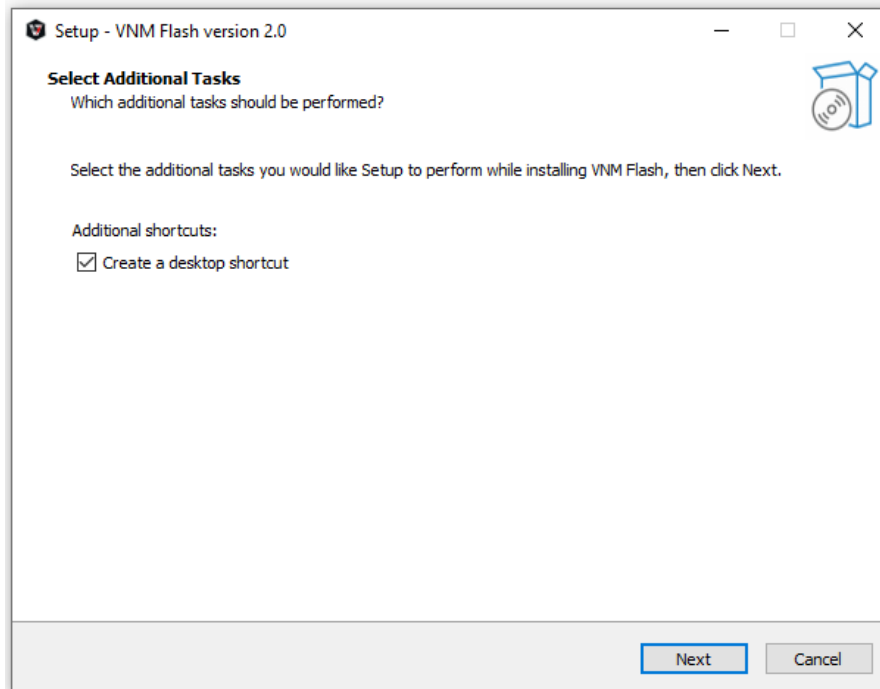 Setup - VNM Flash version 2.0
Select Additional Tasks
Which additional tasks should be performed?
Select the additional tasks you would like Setup to perform while installing VNM Flash, then click Next.
Additional shortcuts:
Create a desktop shortcut
Next
Cancel